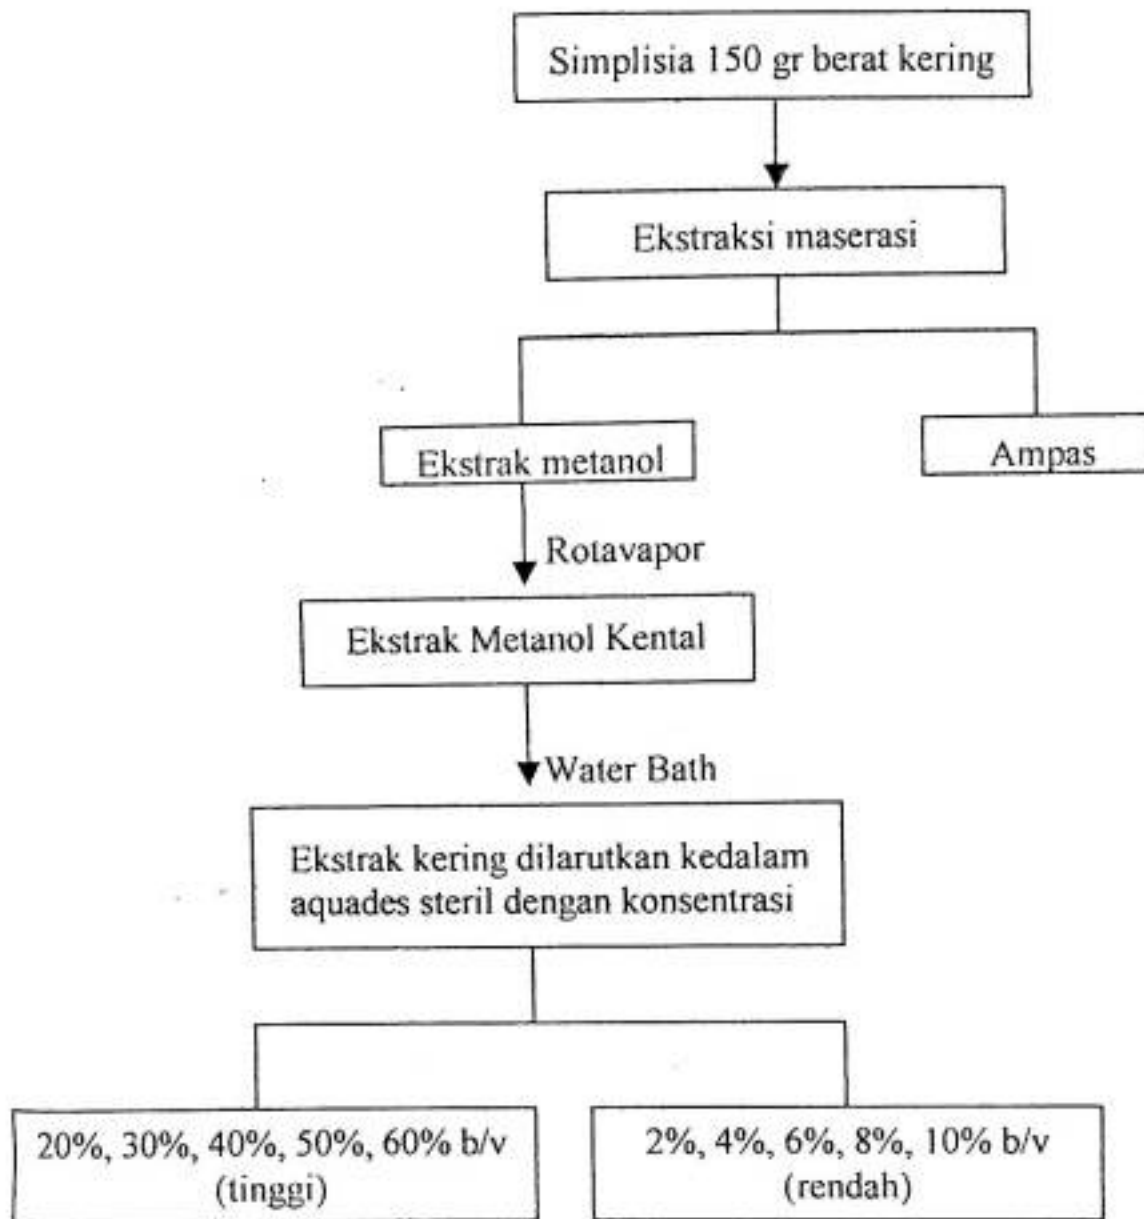 Simplisia 150 gr berat kering
Ekstraksi maserasi
Ekstrak metanol
Ampas
Rotavapor
Ekstrak Metanol Kental
Water Bath
Ekstrak kering dilarutkan kedalam
aquades steril dengan konsentrasi
20%, 30%, 40%, 50%, 60% b/v
(tinggi)
2%, 4%, 6%, 8%, 10% b/v
(rendah)